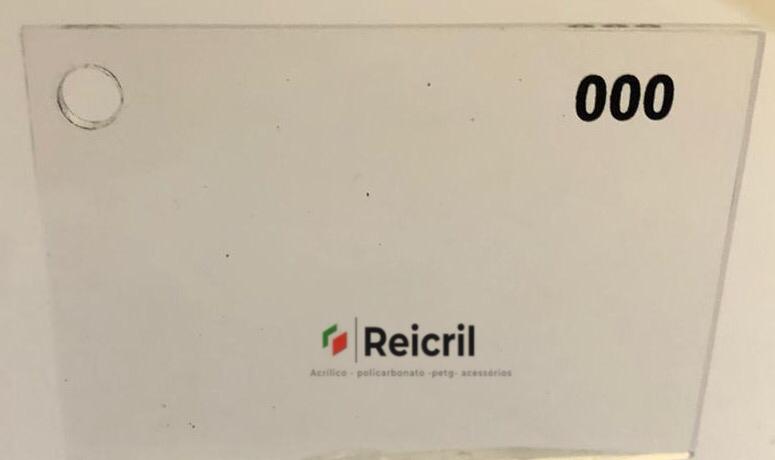 000
Reicril
Acrílico - policarbonato -petg- acessórios